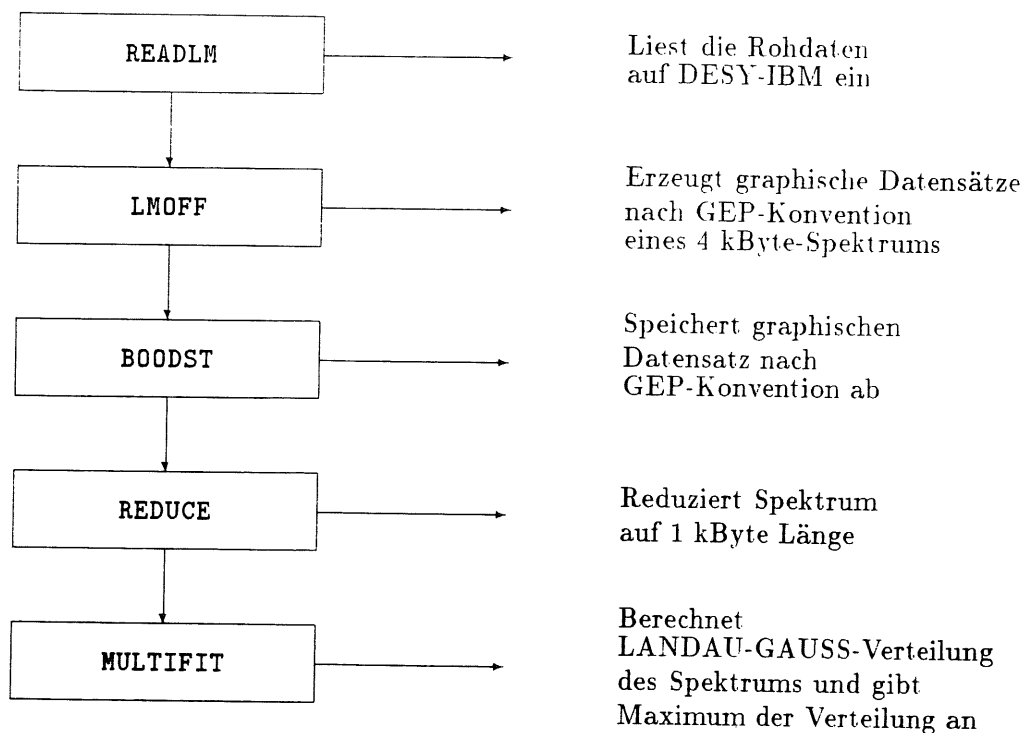 READLM
Liest die Rohdaten
auf DESY-IBM ein
LMOFF
Erzeugt graphische Datensätze
nach GEP-Konvention
eines 4 kByte-Spektrums
BOODST
Speichert graphischen
Datensatz nach
GEP-Konvention ab
REDUCE
Reduziert Spektrum
auf 1 kByte Länge
MULTIFIT
Berechnet
LANDAU-GAUSS-Verteilung
des Spektrums und gibt
Maximum der Verteilung an